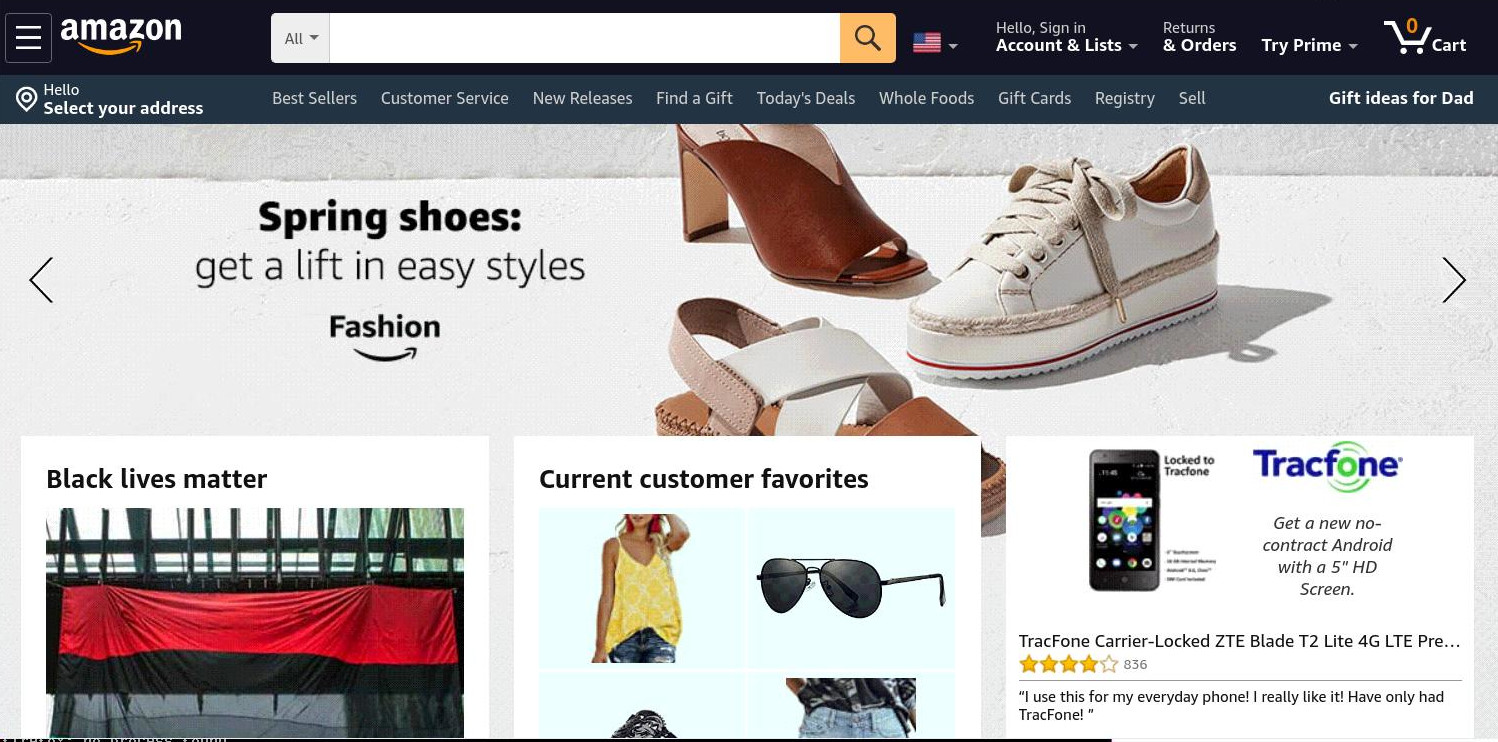 amazon
All
Hello, Sign in
Account & Lists
Returns
& Orders
Try Prime
0
Cart
Hello
Select your address
Best Sellers
Customer Service
New Releases
Find a Gift
Today's Deals
Whole Foods
Gift Cards
Registry
Sell
Gift ideas for Dad
Spring shoes:
get a lift in easy styles
Fashion
Black lives matter
Current customer favorites
Locked to
Tracfone
Tracfone
Get a new no-
contract Android
with a 5" HD
Screen.
TracFone Carrier-Locked ZTE Blade T2 Lite 4G LTE Pre...
836
“I use this for my everyday phone! I really like it! Have only had
TracFone! ”